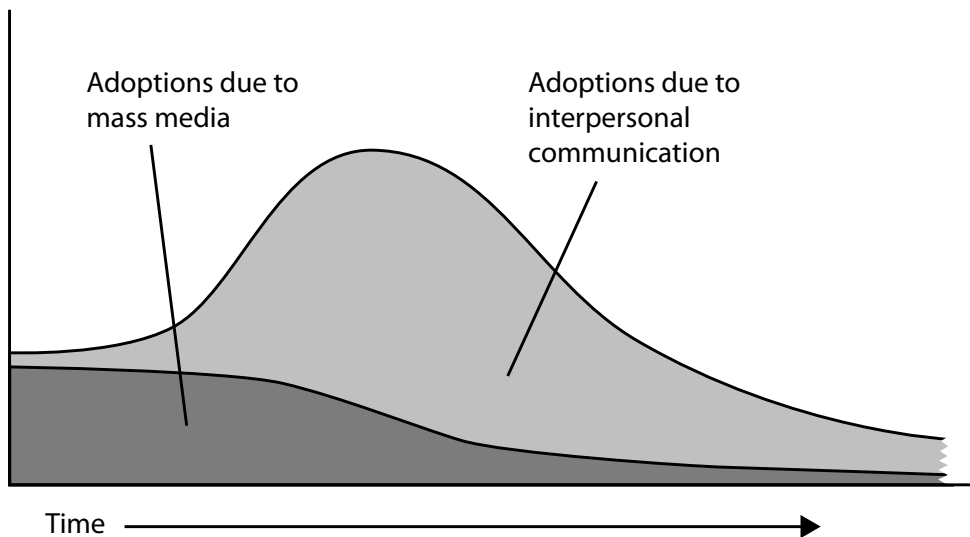 Adoptions due to
mass media
Adoptions due to
interpersonal
communication
Time